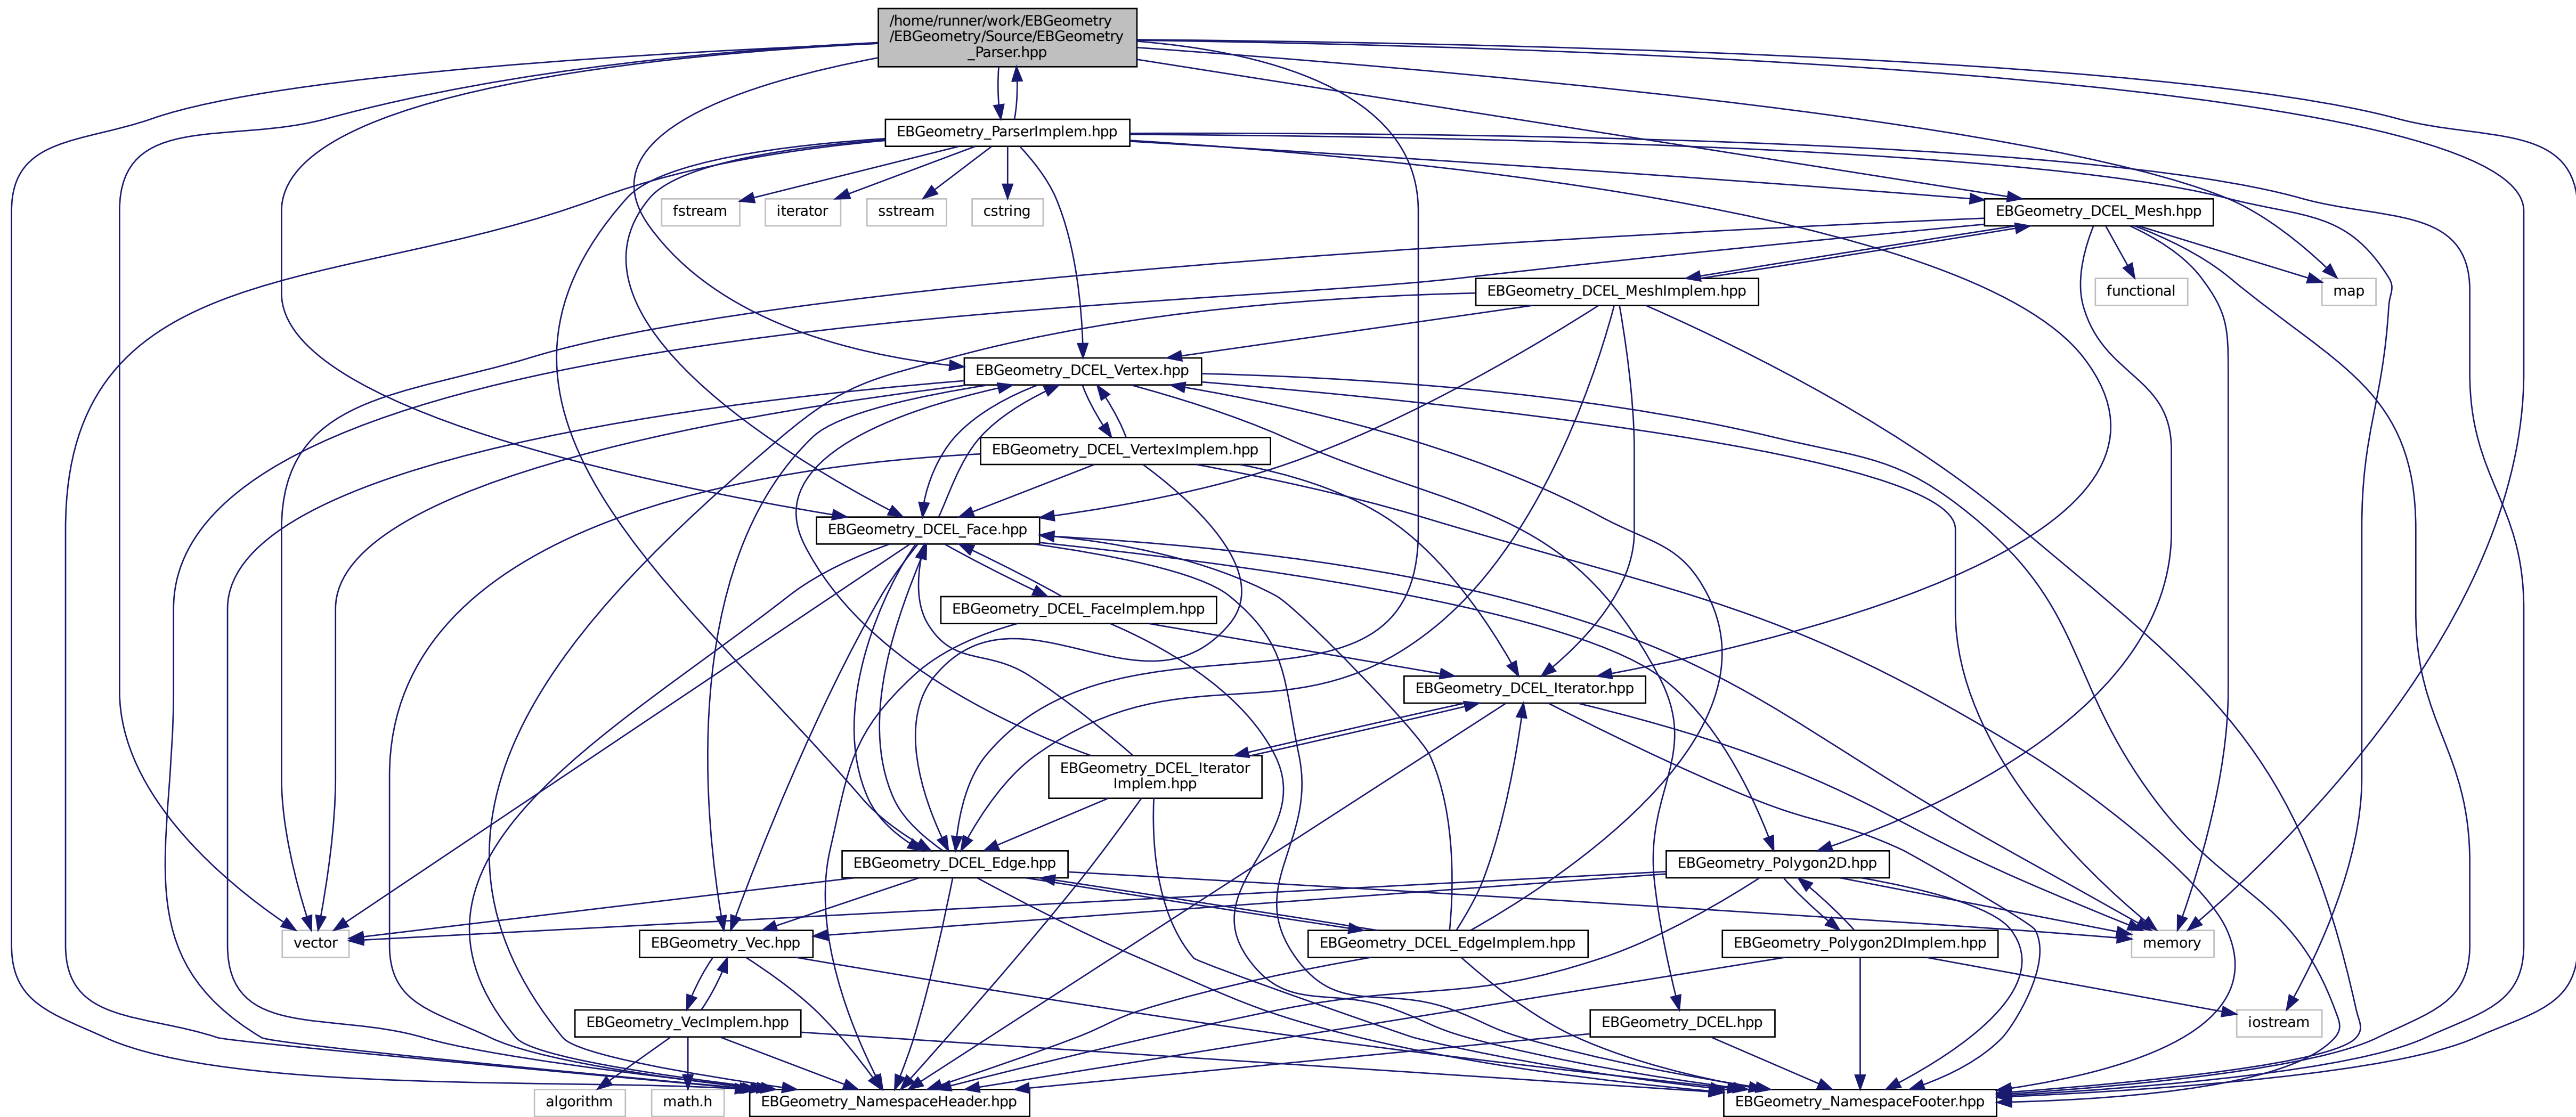 /home/runner/work/EBGeometry
/EBGeometry/Source/EBGeometry
_Parser.hpp
EBGeometry_ParserImplem.hpp
fstream
iterator
sstream
cstring
EBGeometry_DCEL_Mesh.hpp
EBGeometry_DCEL_MeshImplem.hpp
functional
map
EBGeometry_DCEL_Vertex.hpp
EBGeometry_DCEL_VertexImplem.hpp
EBGeometry_DCEL_Face.hpp
EBGeometry_DCEL_FaceImplem.hpp
EBGeometry_DCEL_Iterator.hpp
EBGeometry_DCEL_Iterator
Implem.hpp
EBGeometry_DCEL_Edge.hpp
EBGeometry_Polygon2D.hpp
vector
EBGeometry_Vec.hpp
EBGeometry_DCEL_EdgeImplem.hpp
EBGeometry_Polygon2DImplem.hpp
memory
EBGeometry_VecImplem.hpp
EBGeometry_DCEL.hpp
iostream
algorithm
math.h
EBGeometry_NamespaceHeader.hpp
EBGeometry_NamespaceFooter.hpp